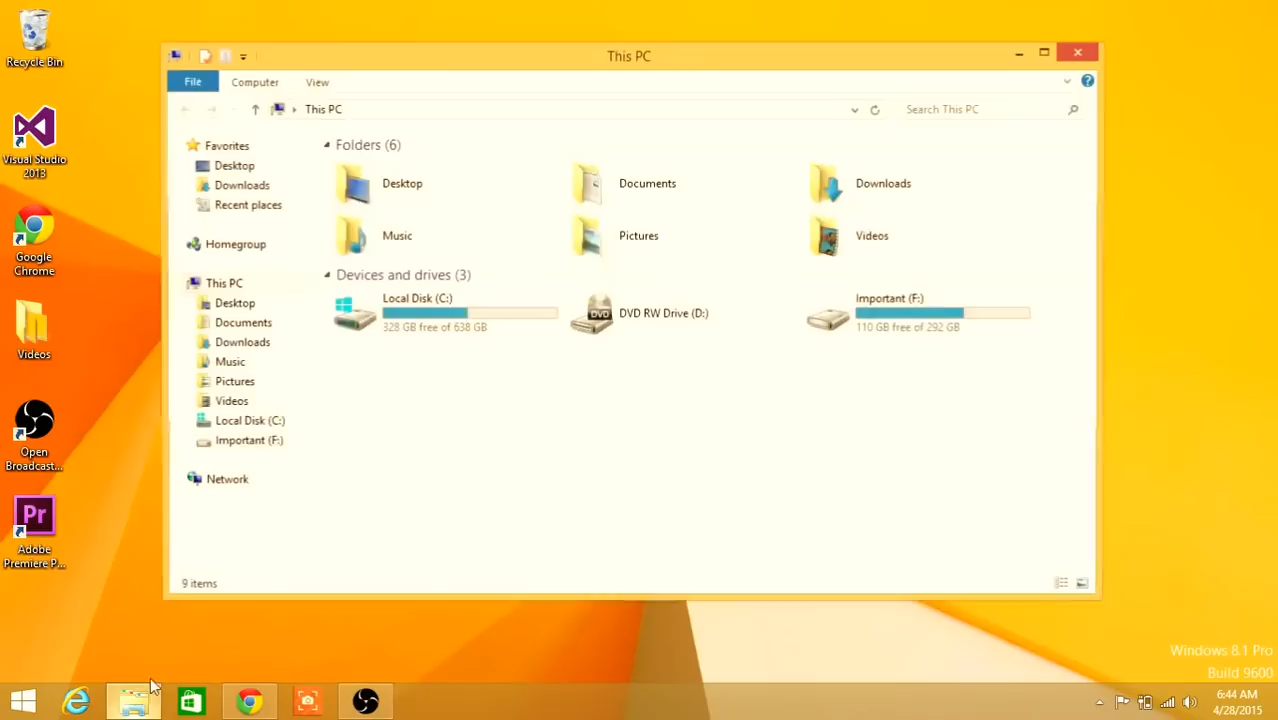 Recycle Bin
Visual Studio
2013
Google
Chrome
Videos
Open
Broadcast...
Pr
Adobe
Premiere P...
This PC
File
Computer
View
This PC
Search This PC
Favorites
Desktop
Downloads
Recent places
Homegroup
This PC
Desktop
Documents
Downloads
Music
Pictures
Videos
Local Disk (C:)
Important (F:)
Network
Folders (6)
Desktop
Documents
Downloads
Music
Pictures
Videos
Devices and drives (3)
Local Disk (C:)
328 GB free of 638 GB
DVD
DVD RW Drive (D:)
Important (F:)
110 GB free of 292 GB
9 items
Windows 8.1 Pro
Build 9600
6:44 AM
4/28/2015